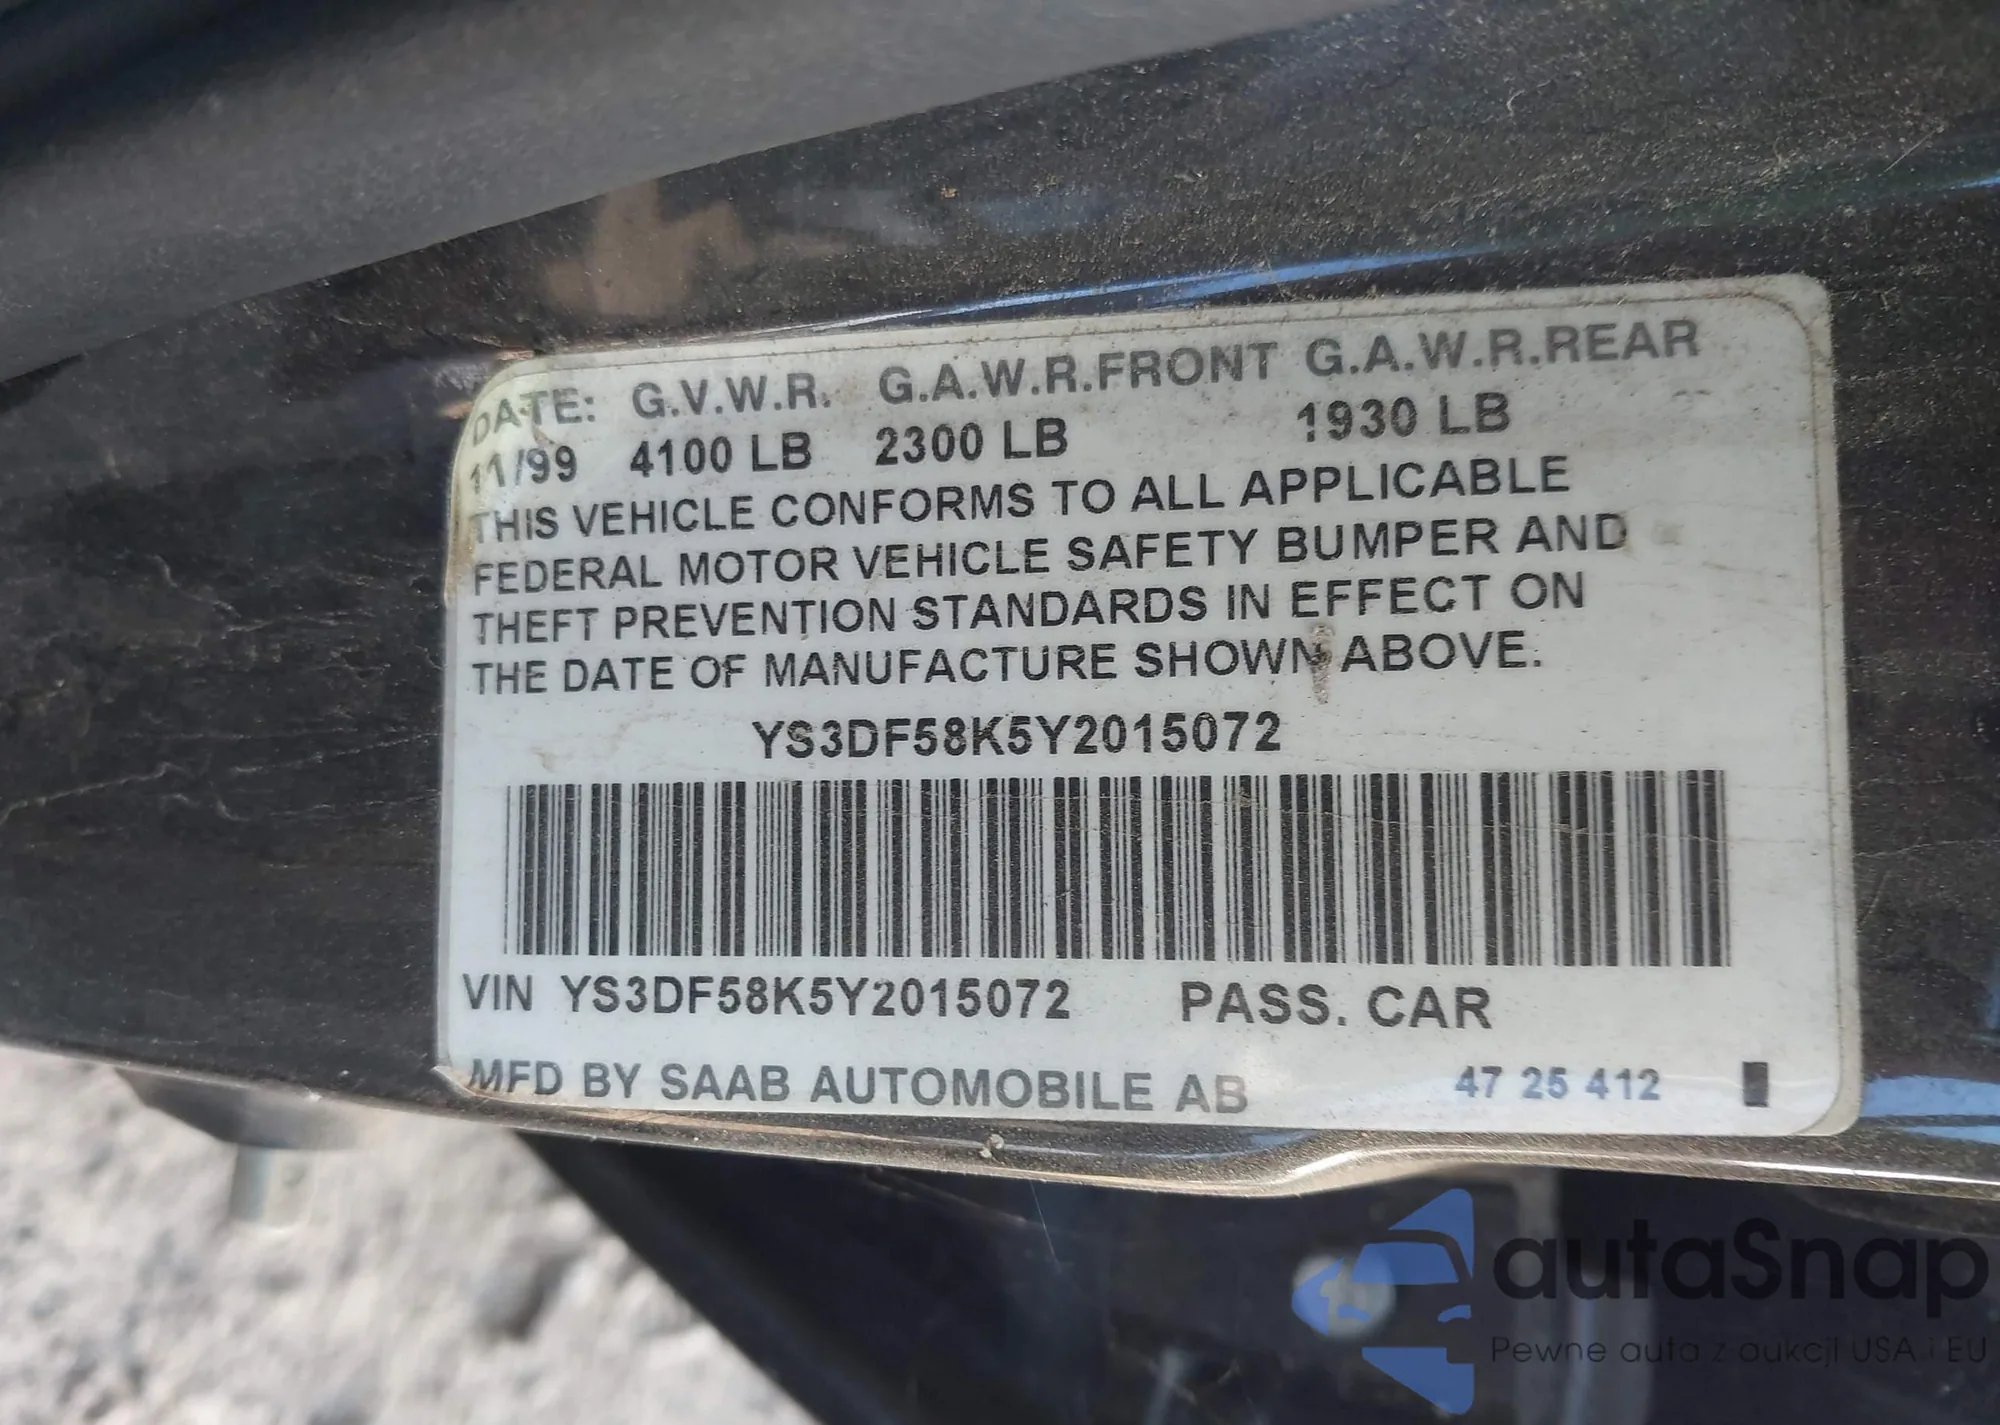 DATE: G.V.W.R. G.A.W.R.FRONT G.A.W.R.REAR
11/99 4100 LB 2300 LB 1930 LB
THIS VEHICLE CONFORMS TO ALL APPLICABLE
FEDERAL MOTOR VEHICLE SAFETY BUMPER AND
THEFT PREVENTION STANDARDS IN EFFECT ON
THE DATE OF MANUFACTURE SHOWN ABOVE.
YS3DF58K5Y2015072
VIN YS3DF58K5Y2015072 PASS. CAR
MFD BY SAAB AUTOMOBILE AB 47 25 412
autaSnap
Pewne auta z aukcji USA i EU